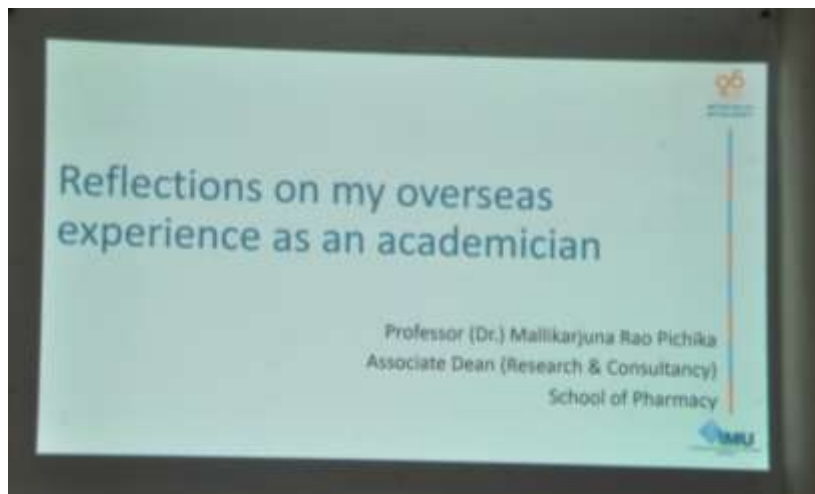 Reflections on my overseas
experience as an academician
Professor (Dr.) Mallikarjuna Rao Pichika
Associate Dean (Research & Consultancy)
School of Pharmacy
IMU